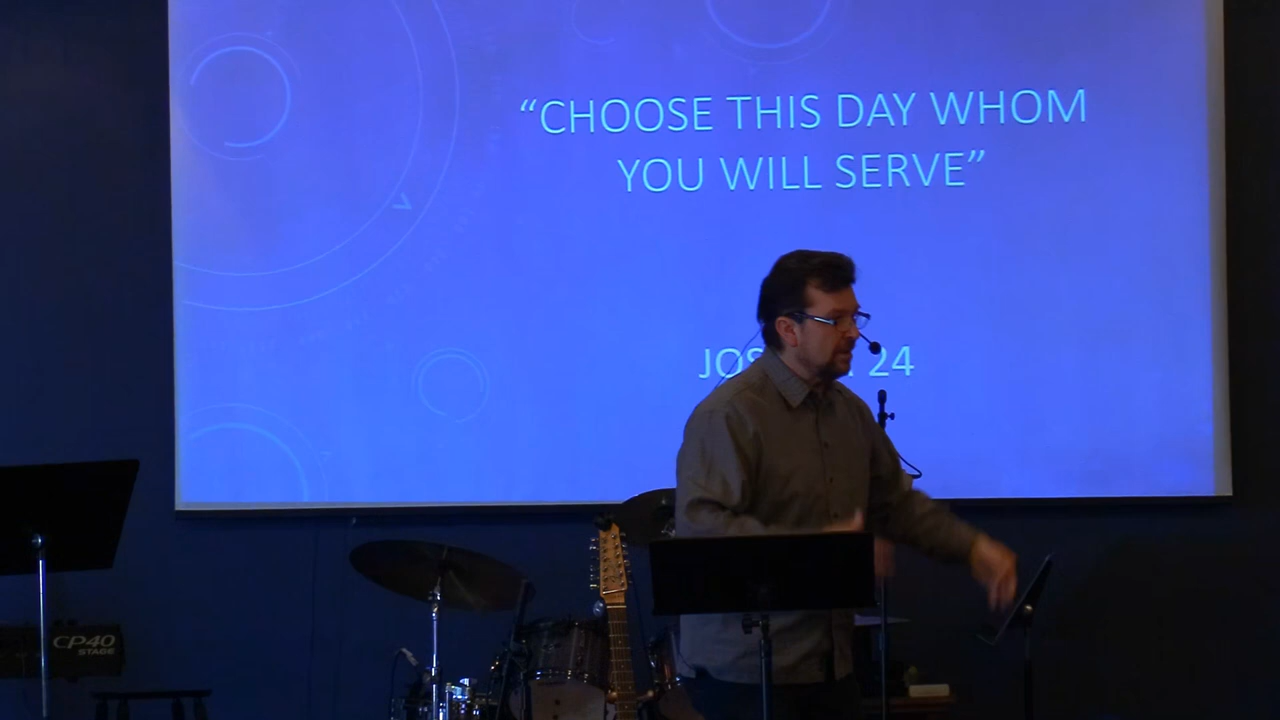 “CHOOSE THIS DAY WHOM
YOU WILL SERVE”
24
CP40
STAGE